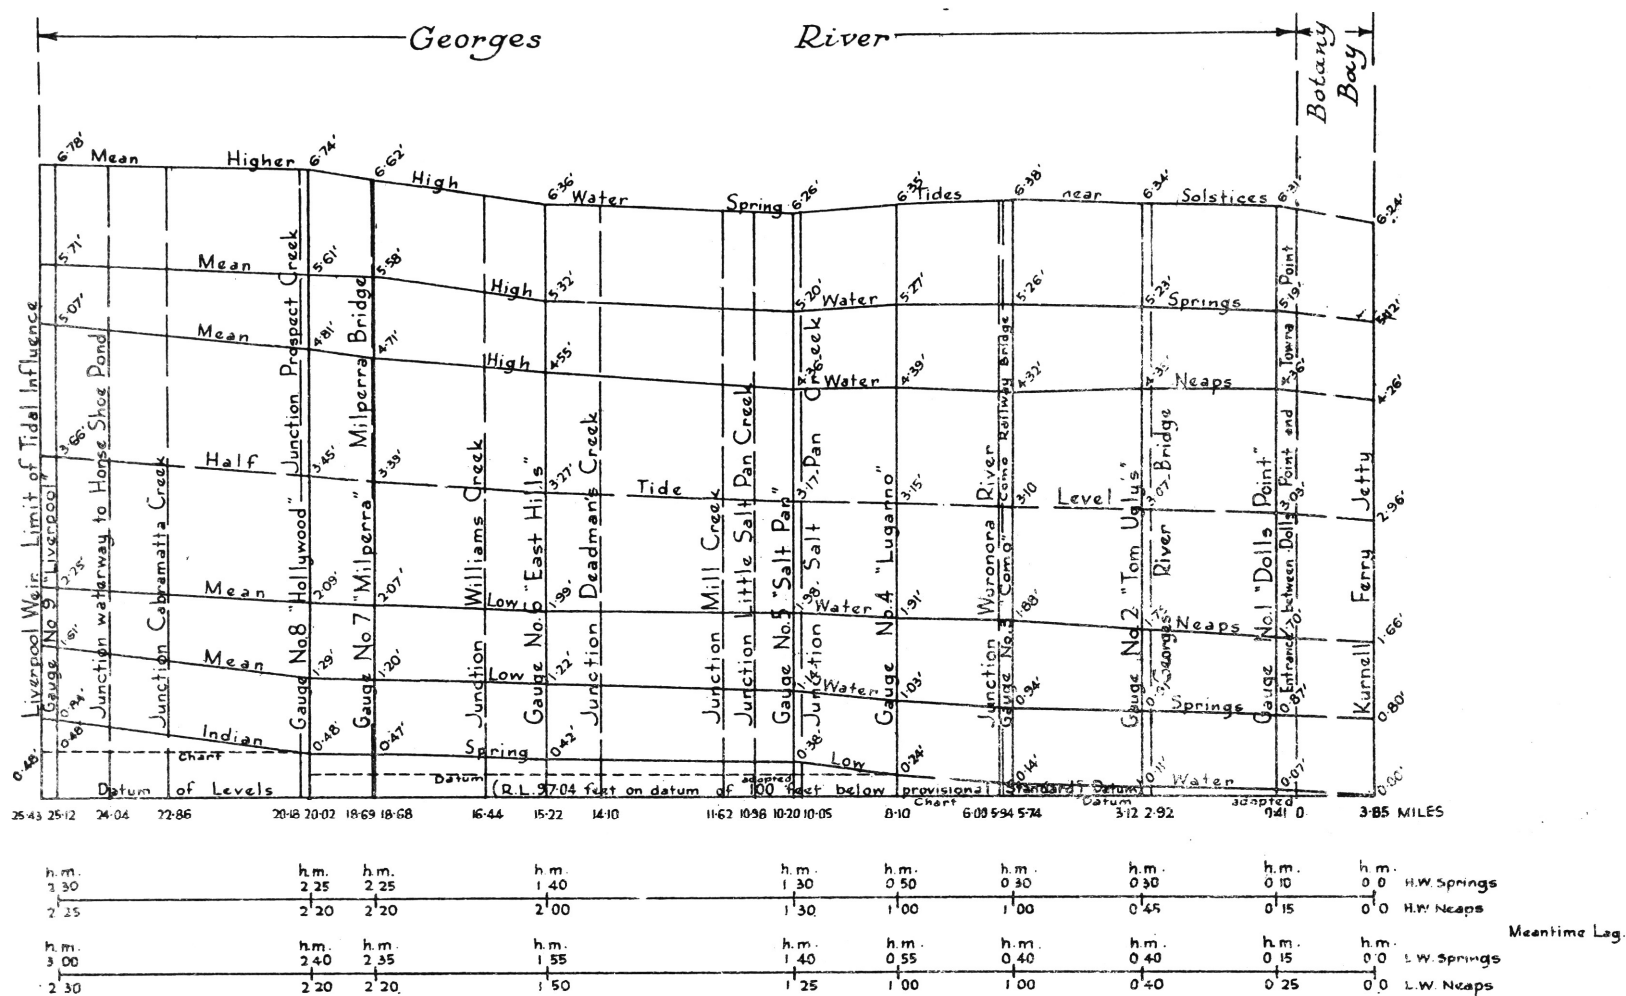 Georges River
Botany Bay
6·78' Mean Higher 6·74' 6·62' High 6·36' Water Spring 6·26' 6·35' Tides 6·38' near 6·34' Solstices 6·31' 6·24'
5·71' Mean 5·61' 5·58' High 5·32' 5·20' Water 5·27' 5·26' 5·23' Springs 5·19'
5·07' Mean 4·81' 4·71' High 4·55' Water 4·39' 4·32' Neaps 4·36' 4·26'
3·66' Half 3·45' 3·39' 3·27' Tide 3·17 3·15' 3·10 Level 3·07 3·03' 2·96'
2·25' Mean 2·09' 2·07' Low 1·99' 1·98 Water 1·91' 1·88' Neaps 1·70' 1·66'
1·61' Mean 1·29' 1·20' Low 1·22' Water 1·03' 0·94' Springs 0·87' 0·80'
0·84' Indian 0·48' 0·47' Spring 0·42' 0·38 Low 0·24' 0·14' 0·11' Water 0·07' 0·00'
0·48' 0·48' Chart Datum adopted Chart Datum adopted
Datum of Levels (R.L. 97·04 feet on datum of 100 feet below provisional Standard Datum)
Liverpool Weir Limit of Tidal Influence
Gauge No 9 "Liverpool"
Junction waterway to Horse Shoe Pond
Junction Cabramatta Creek
Junction Prospect Creek
Gauge No 8 "Hollywood"
Milperra Bridge
Gauge No 7 "Milperra"
Junction Williams Creek
Gauge No. 6 "East Hills"
Junction Deadman's Creek
Junction Mill Creek
Junction Little Salt Pan Creek
Gauge No. 5 "Salt Pan"
Junction Salt Pan Creek
Gauge No. 4 "Lugarno"
Junction Woronora River
Gauge No. 3 "Como" Como Railway Bridge
Gauge No. 2 "Tom Ugly's"
Georges River Bridge
Gauge No. 1 "Dolls Point"
Entrance between Dolls Point and Towra Point
Kurnell Ferry Jetty
25·43 25·12 24·04 22·86 20·18 20·02 18·69 18·68 16·44 15·22 14·10 11·62 10·98 10·20 10·05 8·10 6·03 5·94 5·74 3·12 2·92 0·41 0 3·85 MILES
h.m. h.m. h.m. h.m. h.m. h.m. h.m. h.m. h.m. h.m.
2 30 2 25 2 25 1 40 1 30 0 50 0 30 0 30 0 10 0 0 H.W. Springs
2 25 2 20 2 20 2 00 1 30 1 00 1 00 0 45 0 15 0 0 H.W Neaps
Meantime Lag.
h.m. h.m. h.m. h.m. h.m. h.m. h.m. h.m. h.m. h.m.
3 00 2 40 2 35 1 55 1 40 0 55 0 40 0 40 0 15 0 0 L.W. Springs
2 30 2 20 2 20 1 50 1 25 1 00 1 00 0 40 0 25 0 0 L.W. Neaps